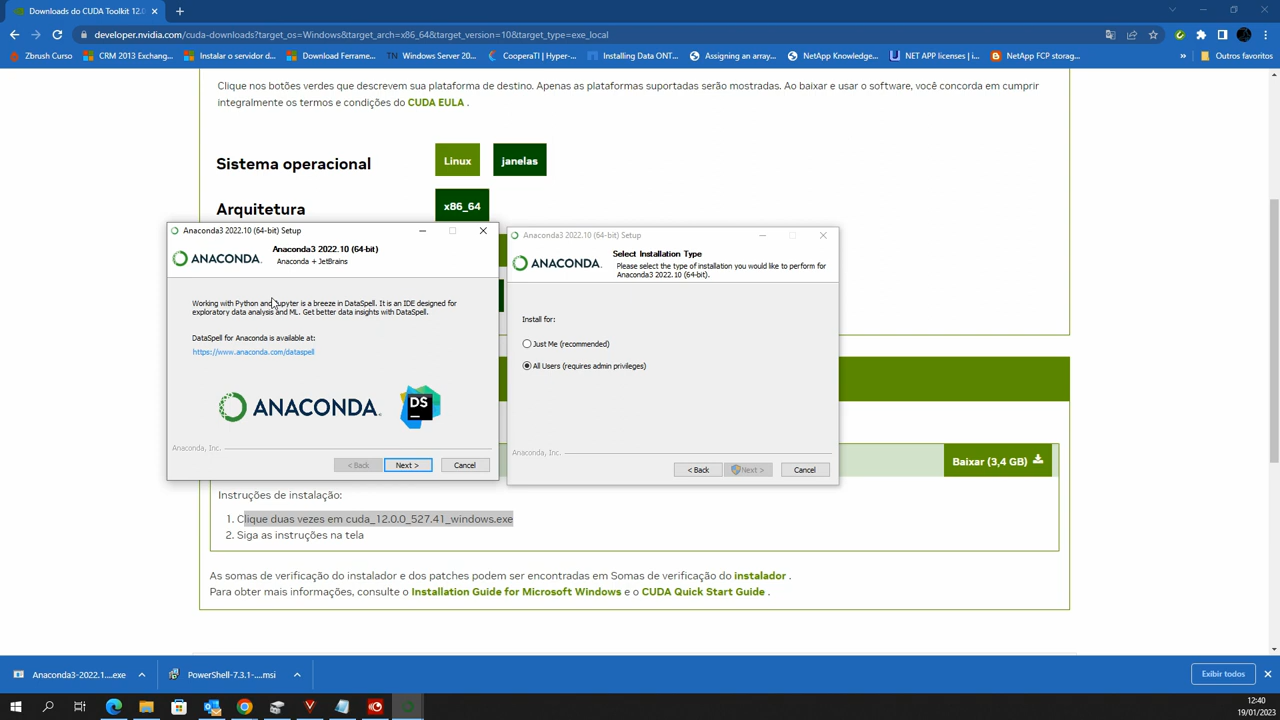 Downloads do CUDA Toolkit 12.0
developer.nvidia.com/cuda-downloads?target_os=Windows&target_arch=x86_64&target_version=10&target_type=exe_local
Zbrush Curso
CRM 2013 Exchang...
Instalar o servidor d...
Download Ferrame...
TN Windows Server 20...
CooperaTI | Hyper-...
Installing Data ONT...
Assigning an array...
NetApp Knowledge...
NET APP licenses | i...
NetApp FCP storag...
»
Outros favoritos
Clique nos botões verdes que descrevem sua plataforma de destino. Apenas as plataformas suportadas serão mostradas. Ao baixar e usar o software, você concorda em cumprir
integralmente os termos e condições do CUDA EULA .
Sistema operacional
Linux
janelas
Arquitetura
x86_64
Anaconda3 2022.10 (64-bit) Setup
ANACONDA.
Anaconda3 2022.10 (64-bit)
Anaconda + JetBrains
Working with Python and Jupyter is a breeze in DataSpell. It is an IDE designed for
exploratory data analysis and ML. Get better data insights with DataSpell.
DataSpell for Anaconda is available at:
https://www.anaconda.com/dataspell
ANACONDA.
DS
Anaconda, Inc.
< Back
Next >
Cancel
Anaconda3 2022.10 (64-bit) Setup
ANACONDA.
Select Installation Type
Please select the type of installation you would like to perform for
Anaconda3 2022.10 (64-bit).
Install for:
Just Me (recommended)
All Users (requires admin privileges)
Anaconda, Inc.
< Back
Next >
Cancel
Baixar (3,4 GB)
Instruções de instalação:
1. Clique duas vezes em cuda_12.0.0_527.41_windows.exe
2. Siga as instruções na tela
As somas de verificação do instalador e dos patches podem ser encontradas em Somas de verificação do instalador .
Para obter mais informações, consulte o Installation Guide for Microsoft Windows e o CUDA Quick Start Guide .
Anaconda3-2022.1....exe
PowerShell-7.3.1-....msi
Exibir todos
12:40
19/01/2023